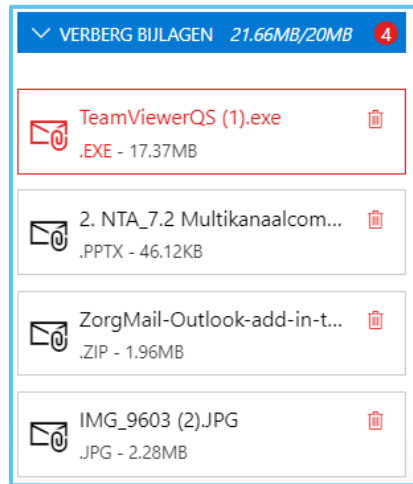 VERBERG BIJLAGEN 21.66MB/20MB 4
TeamViewerQS (1).exe
.EXE - 17.37MB
2. NTA_7.2 Multikanaalcom...
.PPTX - 46.12KB
ZorgMail-Outlook-add-in-t...
.ZIP - 1.96MB
IMG_9603 (2).JPG
.JPG - 2.28MB